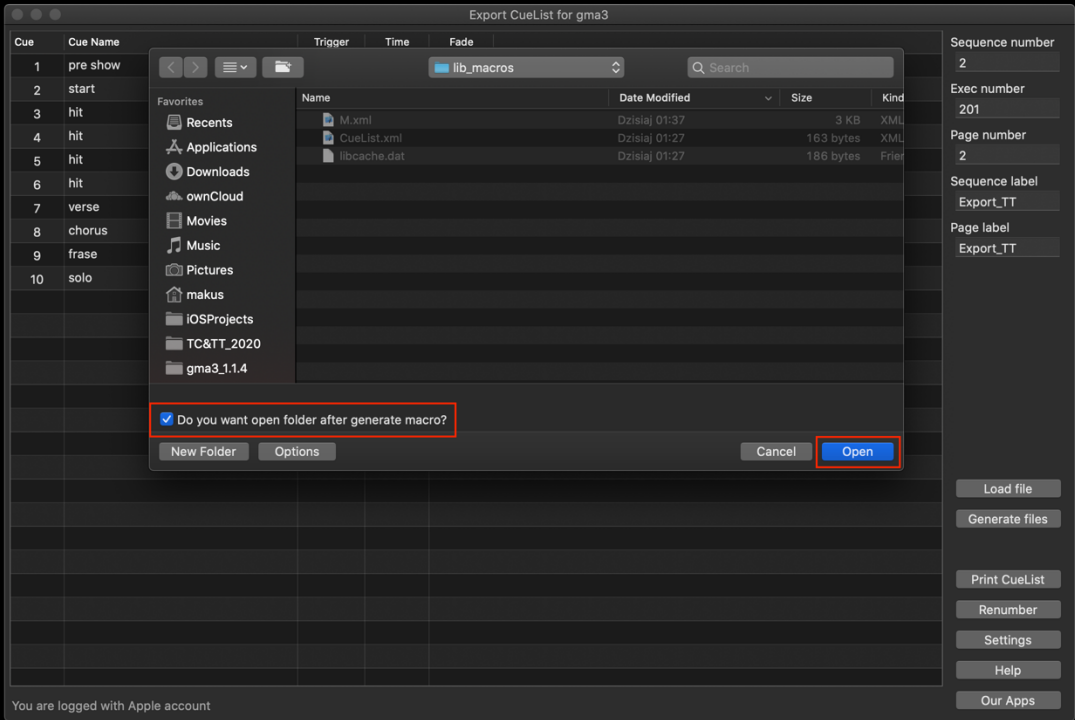 Export CueList for gma3
Cue Cue Name Trigger Time Fade
1 pre show
2 start
3 hit
4 hit
5 hit
6 hit
7 verse
8 chorus
9 frase
10 solo
lib_macros
Search
Favorites
Recents
Applications
Downloads
ownCloud
Movies
Music
Pictures
makus
iOSProjects
TC&TT_2020
gma3_1.1.4
Name Date Modified Size Kind
M.xml Dzisiaj 01:37 3 KB XML
CueList.xml Dzisiaj 01:27 163 bytes XML
libcache.dat Dzisiaj 01:27 186 bytes Frier
Do you want open folder after generate macro?
New Folder Options Cancel Open
Sequence number
2
Exec number
201
Page number
2
Sequence label
Export_TT
Page label
Export_TT
Load file
Generate files
Print CueList
Renumber
Settings
Help
Our Apps
You are logged with Apple account